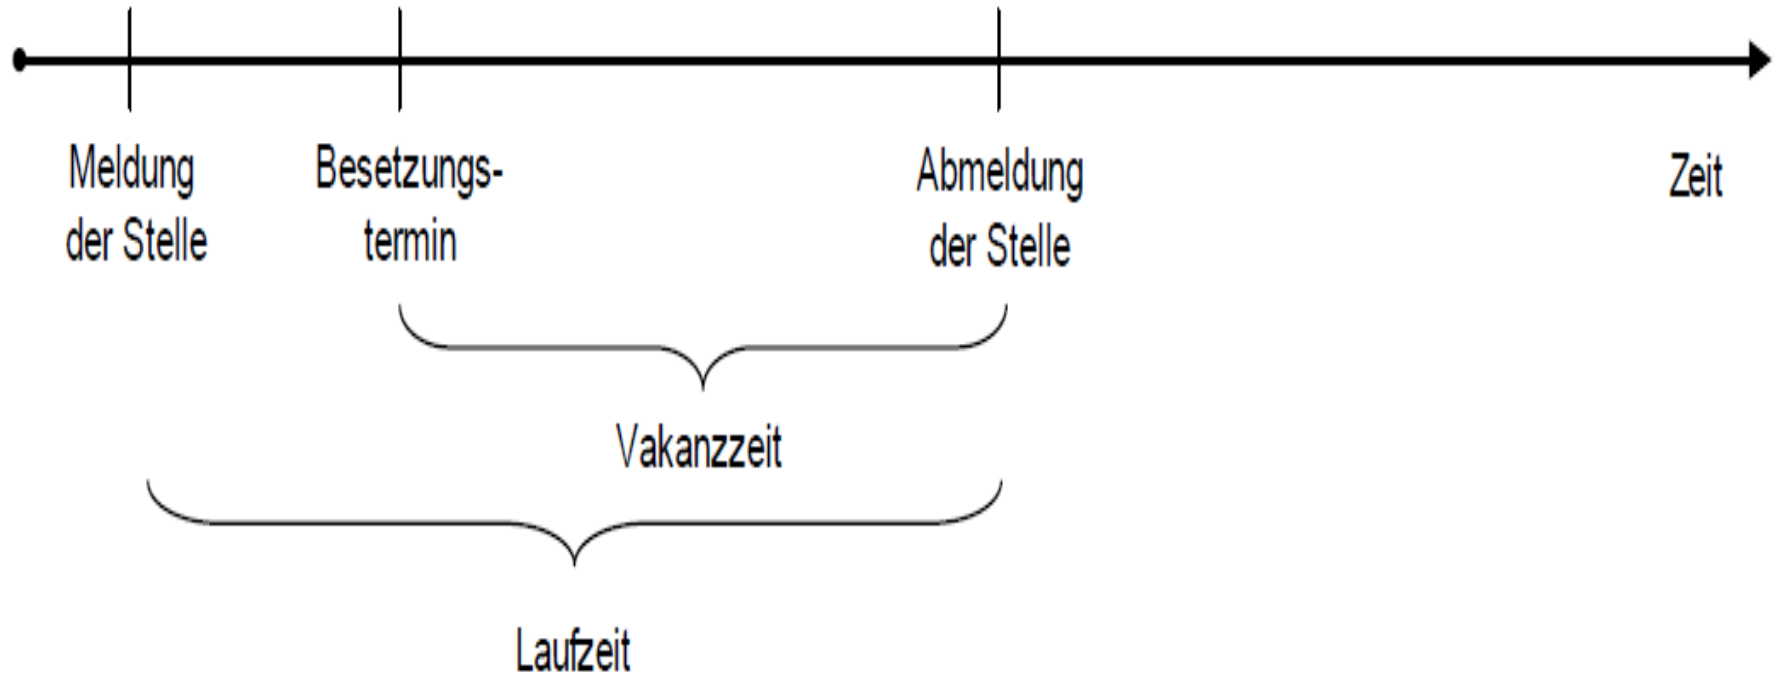 Meldung
der Stelle
Besetzungs-
termin
Abmeldung
der Stelle
Zeit
Vakanzzeit
Laufzeit